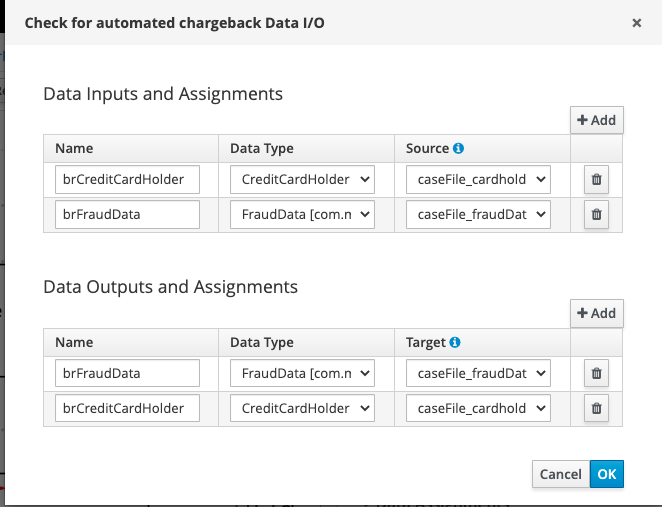 Check for automated chargeback Data I/O ×
Data Inputs and Assignments
+ Add
Name Data Type Source
brCreditCardHolder CreditCardHolder caseFile_cardhold
brFraudData FraudData [com.n caseFile_fraudDat
Data Outputs and Assignments
+ Add
Name Data Type Target
brFraudData FraudData [com.n caseFile_fraudDat
brCreditCardHolder CreditCardHolder caseFile_cardhold
Cancel OK